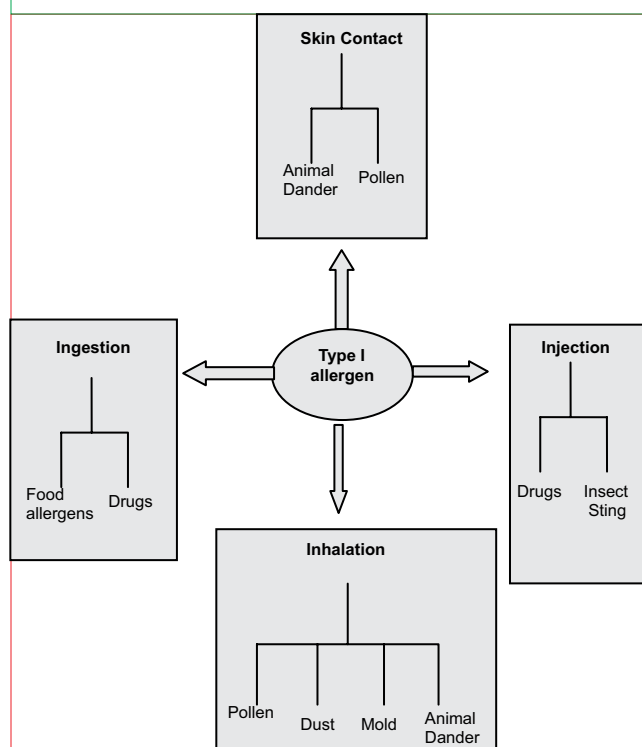 Skin Contact
Animal
Dander
Pollen
Ingestion
Food
allergens
Drugs
Type I
allergen
Injection
Drugs
Insect
Sting
Inhalation
Pollen
Dust
Mold
Animal
Dander